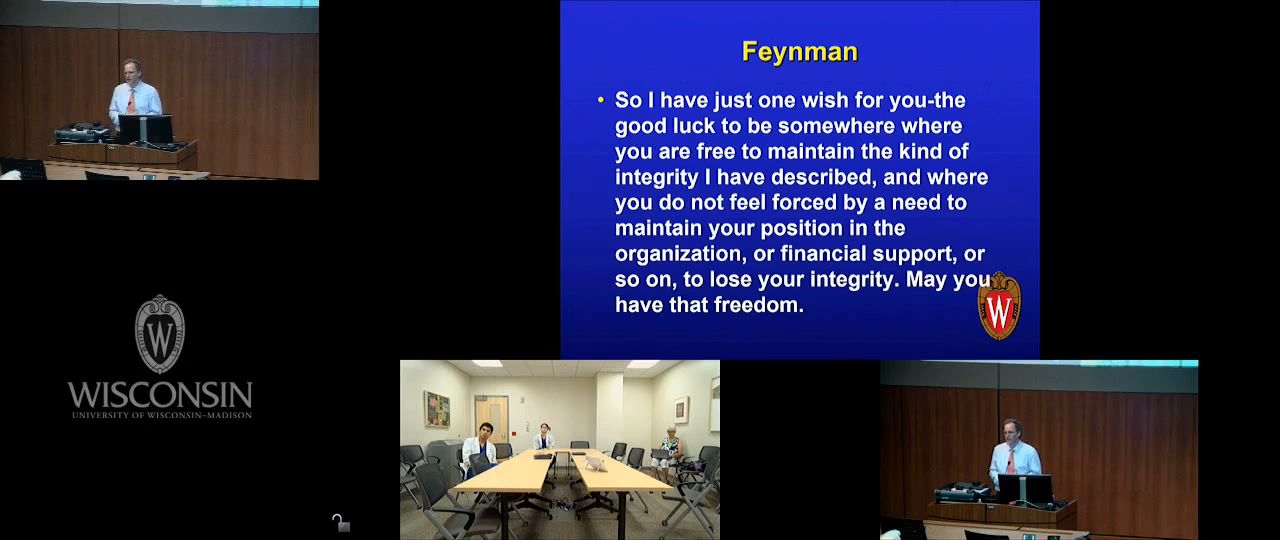 Feynman
• So I have just one wish for you-the
good luck to be somewhere where
you are free to maintain the kind of
integrity I have described, and where
you do not feel forced by a need to
maintain your position in the
organization, or financial support, or
so on, to lose your integrity. May you
have that freedom.
W
W
WISCONSIN
UNIVERSITY OF WISCONSIN–MADISON